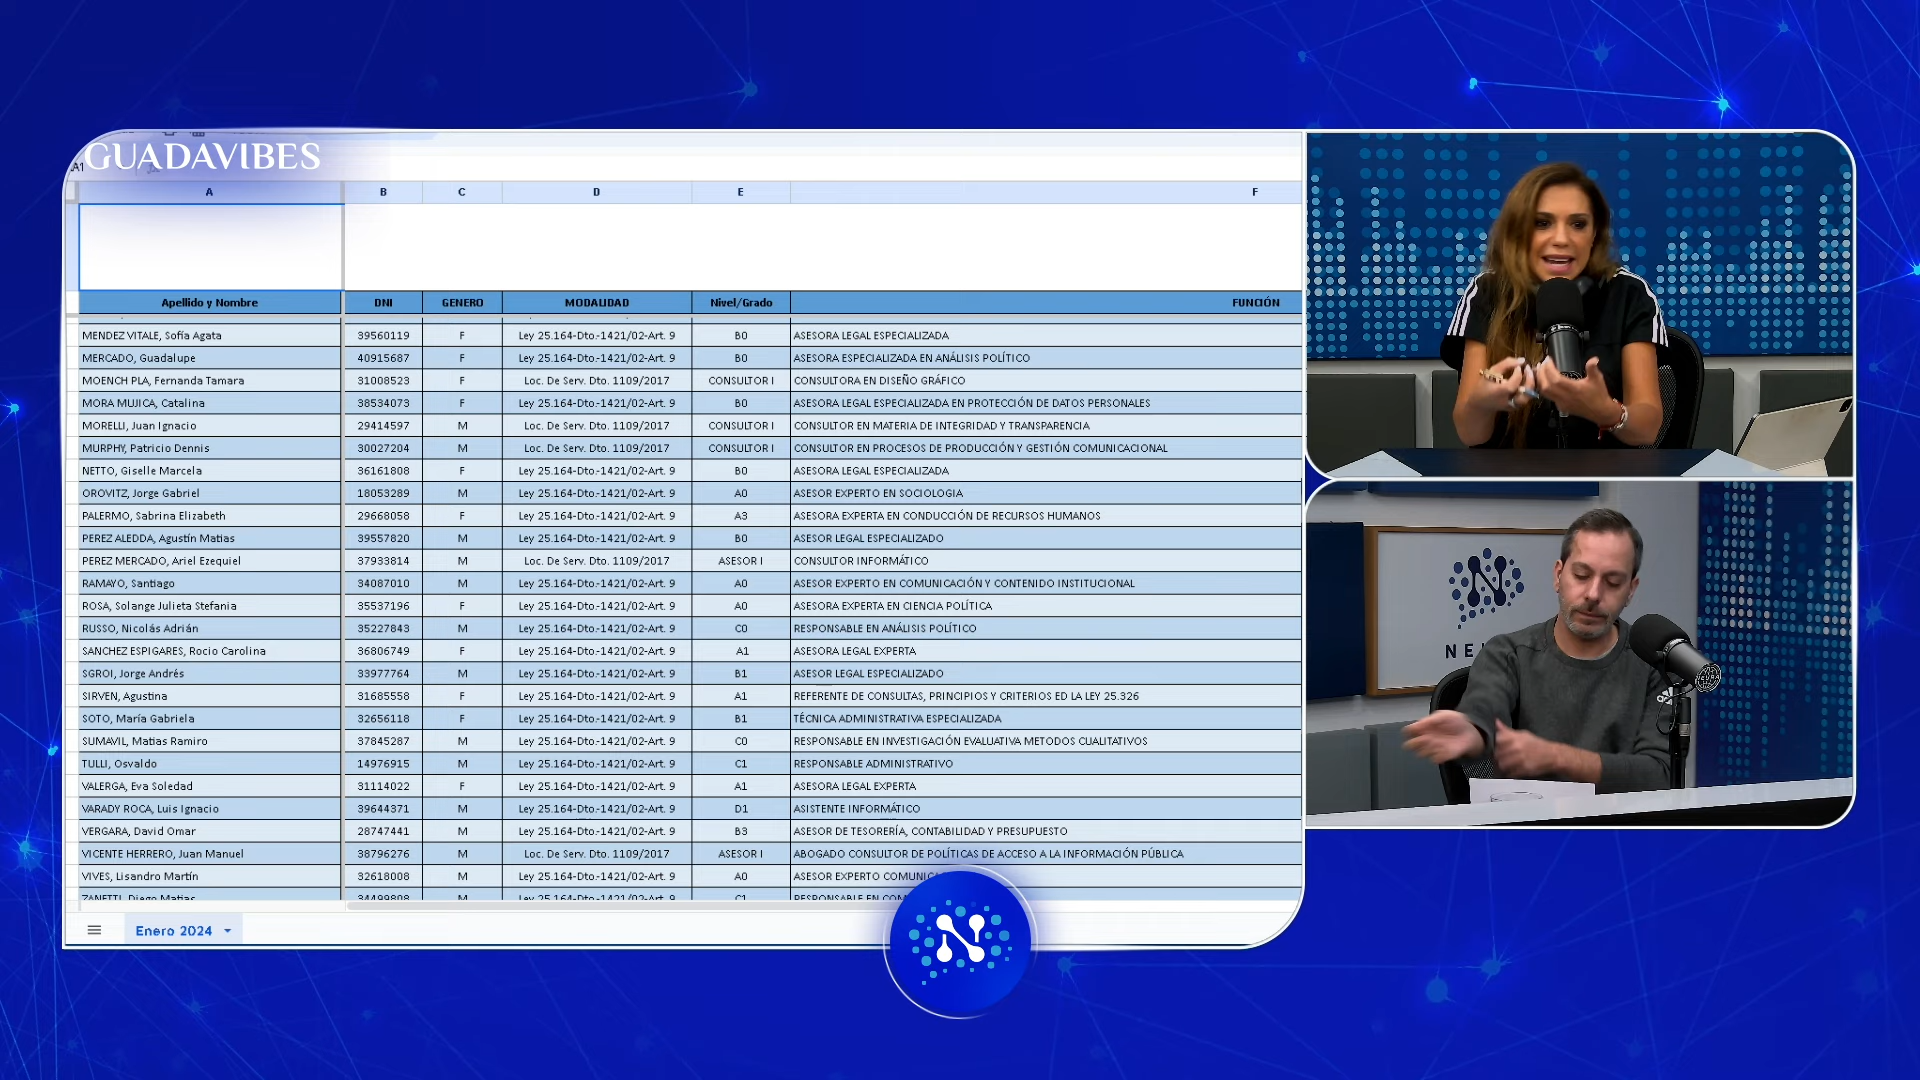 GUADAVIBES
A1
A B C D E F
Apellido y Nombre DNI GENERO MODALIDAD Nivel/Grado FUNCIÓN
MENDEZ VITALE, Sofía Agata 39560119 F Ley 25.164-Dto.-1421/02-Art. 9 B0 ASESORA LEGAL ESPECIALIZADA
MERCADO, Guadalupe 40915687 F Ley 25.164-Dto.-1421/02-Art. 9 B0 ASESORA ESPECIALIZADA EN ANÁLISIS POLÍTICO
MOENCH PLA, Fernanda Tamara 31008523 F Loc. De Serv. Dto. 1109/2017 CONSULTOR I CONSULTORA EN DISEÑO GRÁFICO
MORA MUJICA, Catalina 38534073 F Ley 25.164-Dto.-1421/02-Art. 9 B0 ASESORA LEGAL ESPECIALIZADA EN PROTECCIÓN DE DATOS PERSONALES
MORELLI, Juan Ignacio 29414597 M Loc. De Serv. Dto. 1109/2017 CONSULTOR I CONSULTOR EN MATERIA DE INTEGRIDAD Y TRANSPARENCIA
MURPHY, Patricio Dennis 30027204 M Loc. De Serv. Dto. 1109/2017 CONSULTOR I CONSULTOR EN PROCESOS DE PRODUCCIÓN Y GESTIÓN COMUNICACIONAL
NETTO, Giselle Marcela 36161808 F Ley 25.164-Dto.-1421/02-Art. 9 B0 ASESORA LEGAL ESPECIALIZADA
OROVITZ, Jorge Gabriel 18053289 M Ley 25.164-Dto.-1421/02-Art. 9 A0 ASESOR EXPERTO EN SOCIOLOGIA
PALERMO, Sabrina Elizabeth 29668058 F Ley 25.164-Dto.-1421/02-Art. 9 A3 ASESORA EXPERTA EN CONDUCCIÓN DE RECURSOS HUMANOS
PEREZ ALEDDA, Agustín Matias 39557820 M Ley 25.164-Dto.-1421/02-Art. 9 B0 ASESOR LEGAL ESPECIALIZADO
PEREZ MERCADO, Ariel Ezequiel 37933814 M Loc. De Serv. Dto. 1109/2017 ASESOR I CONSULTOR INFORMÁTICO
RAMAYO, Santiago 34087010 M Ley 25.164-Dto.-1421/02-Art. 9 A0 ASESOR EXPERTO EN COMUNICACIÓN Y CONTENIDO INSTITUCIONAL
ROSA, Solange Julieta Stefania 35537196 F Ley 25.164-Dto.-1421/02-Art. 9 A0 ASESORA EXPERTA EN CIENCIA POLÍTICA
RUSSO, Nicolás Adrián 35227843 M Ley 25.164-Dto.-1421/02-Art. 9 C0 RESPONSABLE EN ANÁLISIS POLÍTICO
SANCHEZ ESPIGARES, Rocio Carolina 36806749 F Ley 25.164-Dto.-1421/02-Art. 9 A1 ASESORA LEGAL EXPERTA
SGROI, Jorge Andrés 33977764 M Ley 25.164-Dto.-1421/02-Art. 9 B1 ASESOR LEGAL ESPECIALIZADO
SIRVEN, Agustina 31685558 F Ley 25.164-Dto.-1421/02-Art. 9 A1 REFERENTE DE CONSULTAS, PRINCIPIOS Y CRITERIOS ED LA LEY 25.326
SOTO, María Gabriela 32656118 F Ley 25.164-Dto.-1421/02-Art. 9 B1 TÉCNICA ADMINISTRATIVA ESPECIALIZADA
SUMAVIL, Matias Ramiro 37845287 M Ley 25.164-Dto.-1421/02-Art. 9 C0 RESPONSABLE EN INVESTIGACIÓN EVALUATIVA METODOS CUALITATIVOS
TULLI, Osvaldo 14976915 M Ley 25.164-Dto.-1421/02-Art. 9 C1 RESPONSABLE ADMINISTRATIVO
VALERGA, Eva Soledad 31114022 F Ley 25.164-Dto.-1421/02-Art. 9 A1 ASESORA LEGAL EXPERTA
VARADY ROCA, Luis Ignacio 39644371 M Ley 25.164-Dto.-1421/02-Art. 9 D1 ASISTENTE INFORMÁTICO
VERGARA, David Omar 28747441 M Ley 25.164-Dto.-1421/02-Art. 9 B3 ASESOR DE TESORERÍA, CONTABILIDAD Y PRESUPUESTO
VICENTE HERRERO, Juan Manuel 38796276 M Loc. De Serv. Dto. 1109/2017 ASESOR I ABOGADO CONSULTOR DE POLÍTICAS DE ACCESO A LA INFORMACIÓN PÚBLICA
VIVES, Lisandro Martín 32618008 M Ley 25.164-Dto.-1421/02-Art. 9 A0 ASESOR EXPERTO
ZANETTI, Diego Matias 34499808 M Ley 25.164-Dto.-1421/02-Art. 9 C1 RESPONSABLE EN
Enero 2024